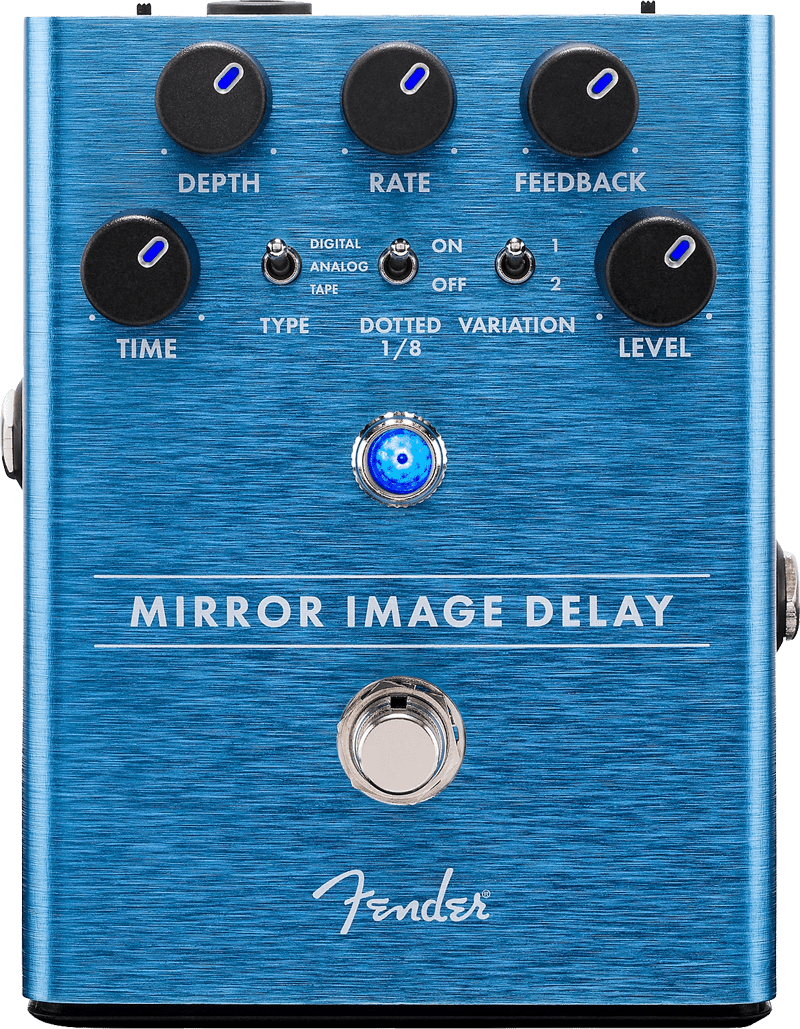 DEPTH RATE FEEDBACK
DIGITAL ON 1
ANALOG
TAPE OFF 2
TYPE DOTTED VARIATION
1/8
TIME LEVEL
MIRROR IMAGE DELAY
Fender®